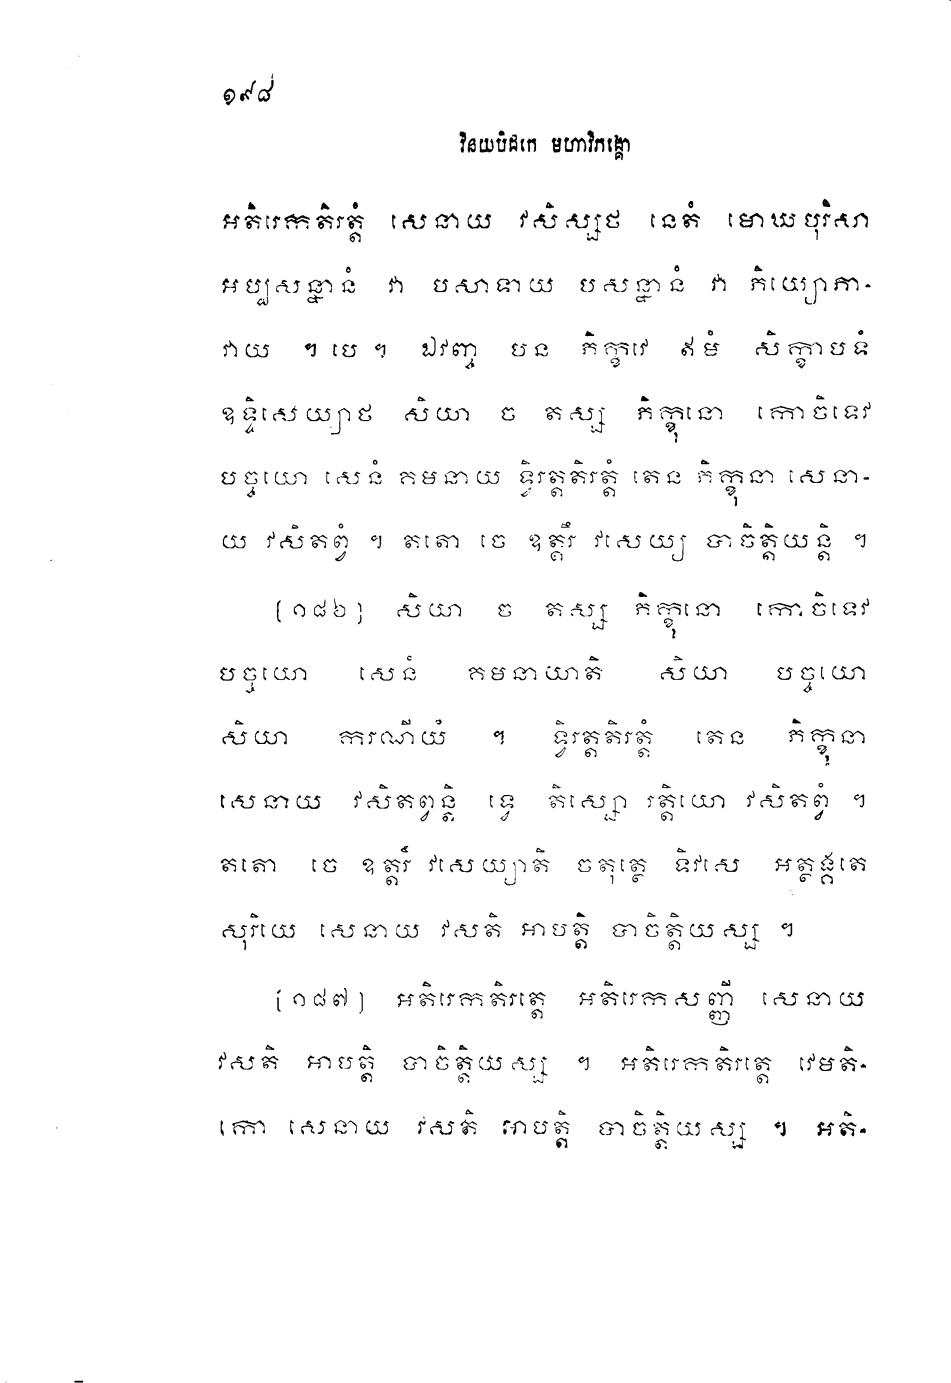 ១៩៨
វិនយបិដកេ មហាវិភង្គោ
អតិរេកតិរត្តំ សេនាយ វសិស្សថ នេតំ មោឃបុរិសា
អប្បសន្នានំ វា បសាទាយ បសន្នានំ វា ភិយ្យោភា-
វាយ ។ បេ ។ ឯវញ្ច បន ភិក្ខវេ ឥមំ សិក្ខាបទំ
ឧទ្ទិសេយ្យាថ សិយា ច តស្ស ភិក្ខុនោ កោចិទេវ
បច្ចយោ សេនំ គមនាយ ទ្វិរត្តតិរត្តំ តេន ភិក្ខុនា សេនា-
យ វសិតព្វំ ។ តតោ ចេ ឧត្តរឹ វសេយ្យ បាចិត្តិយន្តិ ។
[១៨៦] សិយា ច តស្ស ភិក្ខុនោ កោចិទេវ
បច្ចយោ សេនំ គមនាយាតិ សិយា បច្ចយោ
សិយា ករណីយំ ។ ទ្វិរត្តតិរត្តំ តេន ភិក្ខុនា
សេនាយ វសិតព្វន្តិ ទ្វេ តិស្សោ រត្តិយោ វសិតព្វំ ។
តតោ ចេ ឧត្តរឹ វសេយ្យាតិ ចតុត្ថេ ទិវសេ អត្ថង្គតេ
សុរិយេ សេនាយ វសតិ អាបត្តិ បាចិត្តិយស្ស ។
[១៨៧] អតិរេកតិរត្តេ អតិរេកសញ្ញី សេនាយ
វសតិ អាបត្តិ បាចិត្តិយស្ស ។ អតិរេកតិរត្តេ វេមតិ-
កោ សេនាយ វសតិ អាបត្តិ បាចិត្តិយស្ស ។ អតិ-